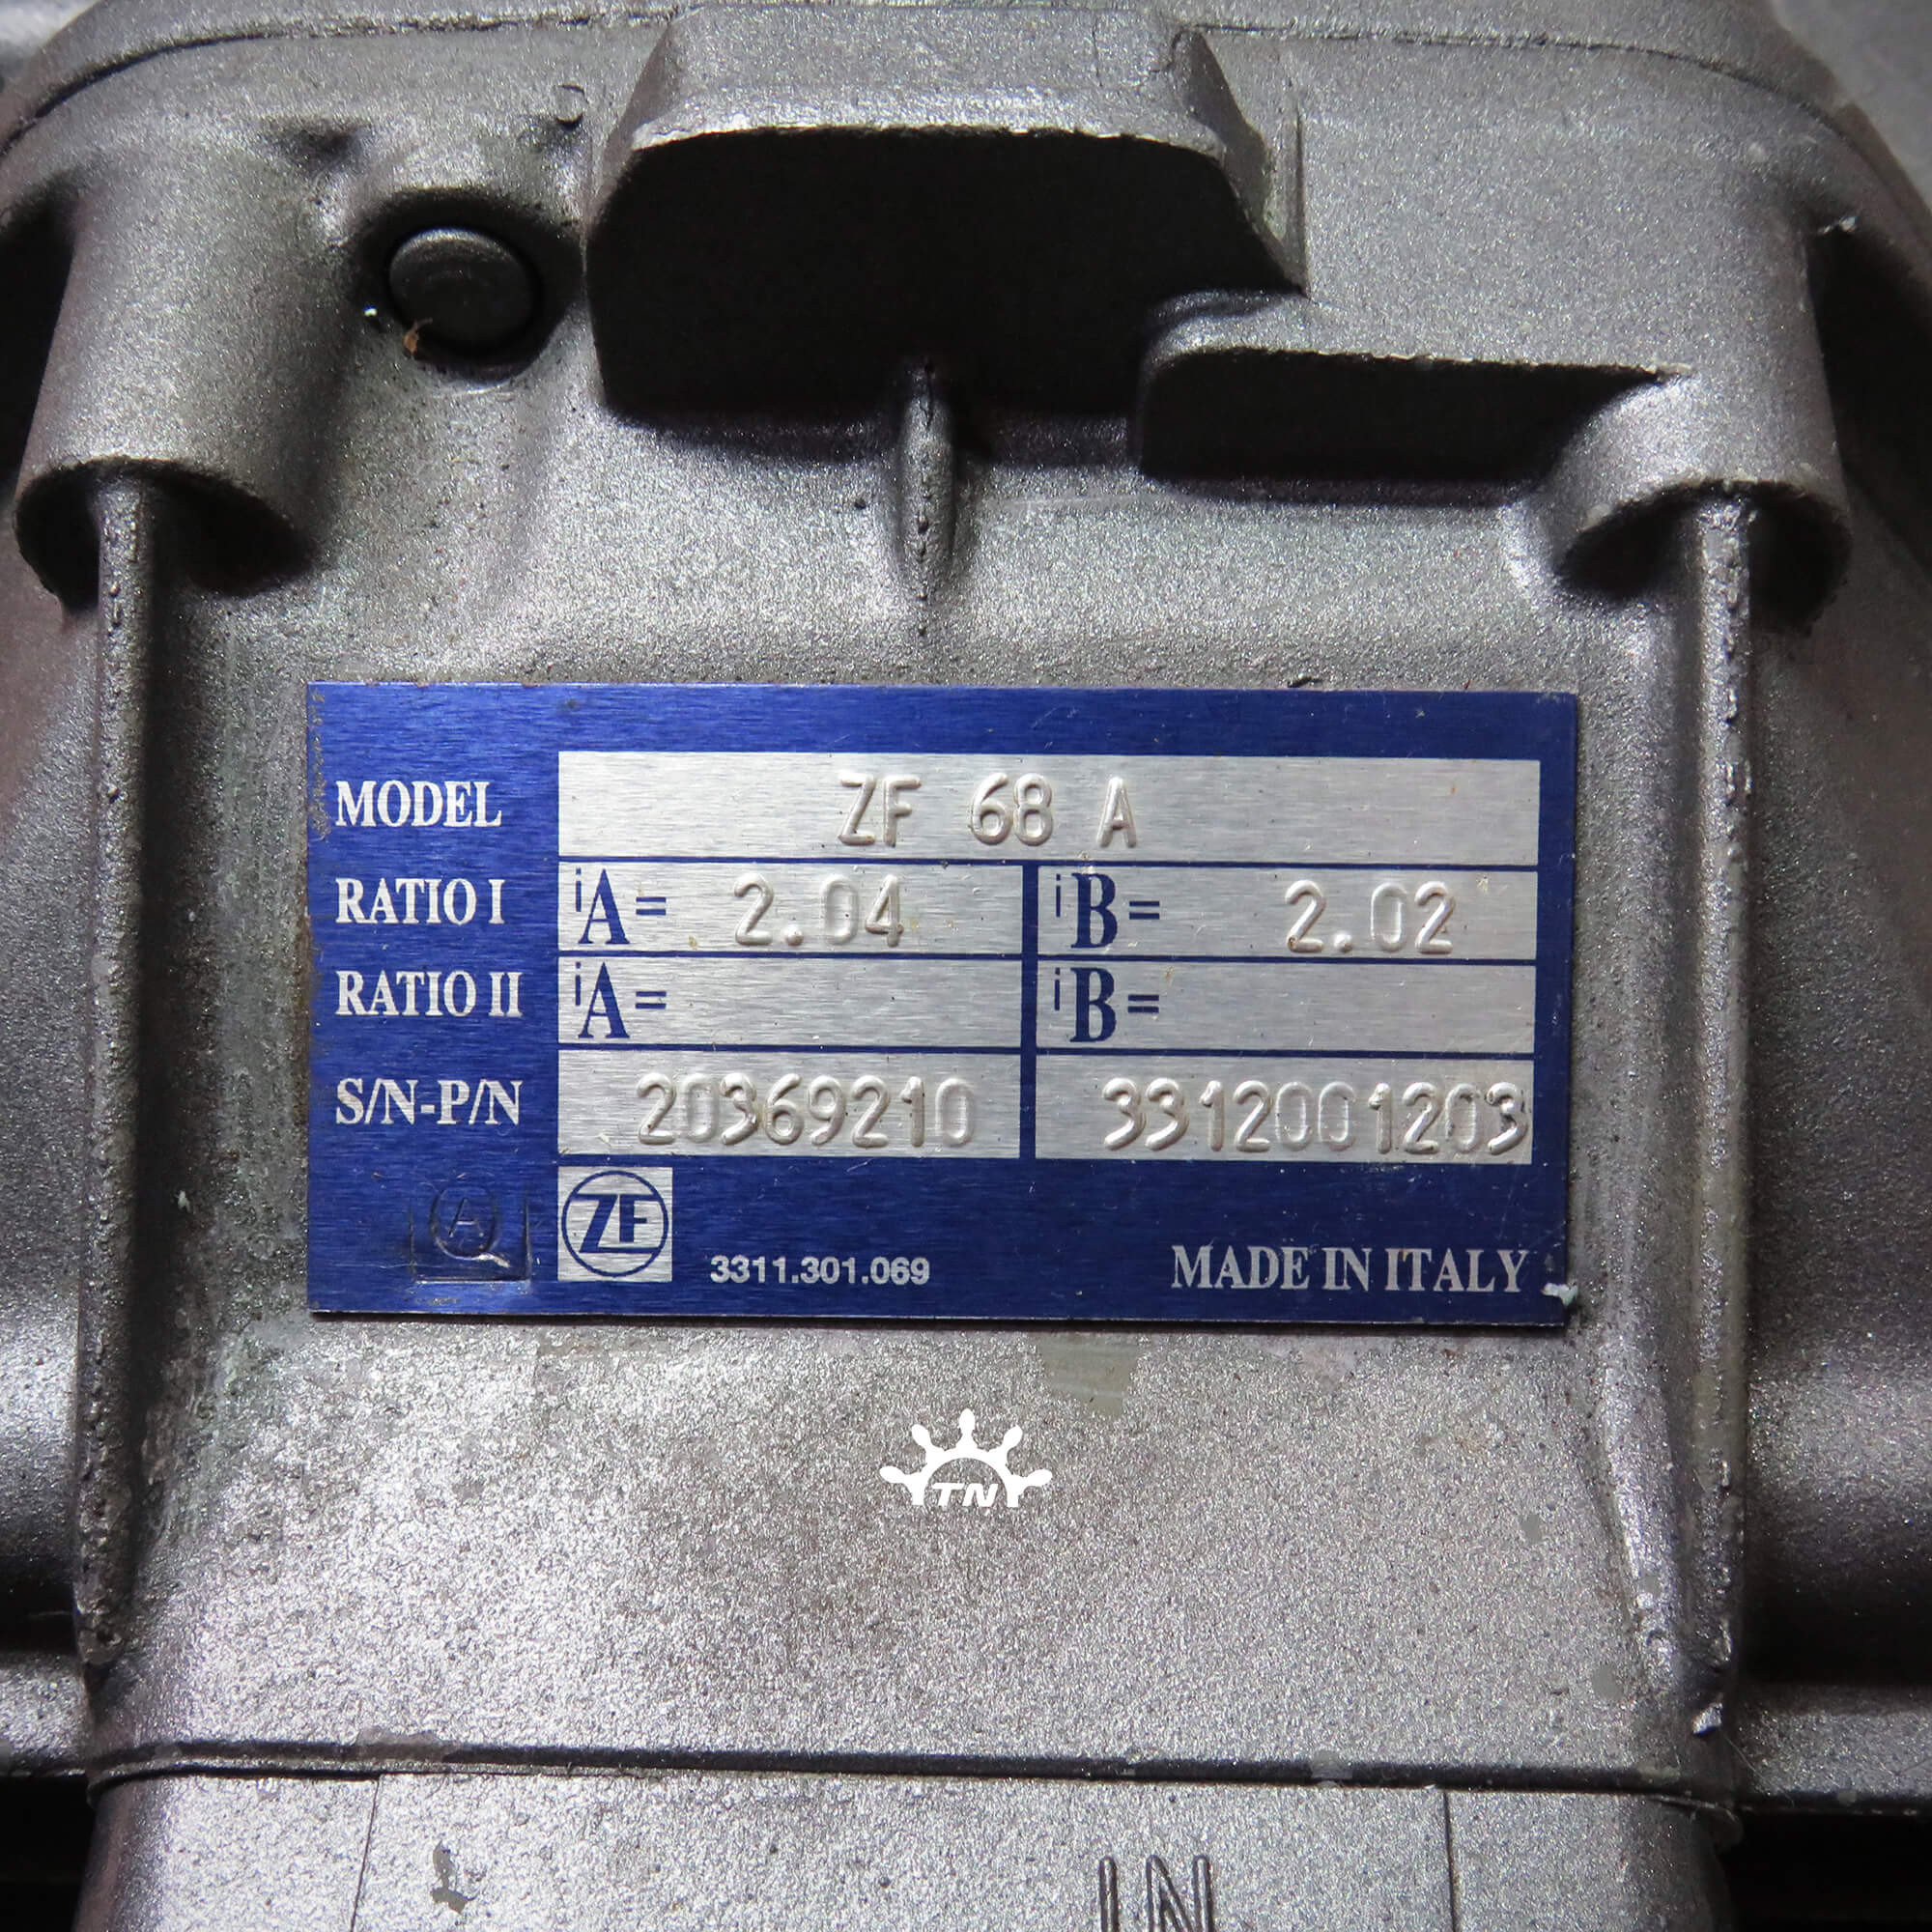 MODEL ZF 68 A
RATIO I iA= 2.04 iB= 2.02
RATIO II iA= iB=
S/N-P/N 20369210 3312001203
QA ZF 3311.301.069 MADE IN ITALY
TN
IN